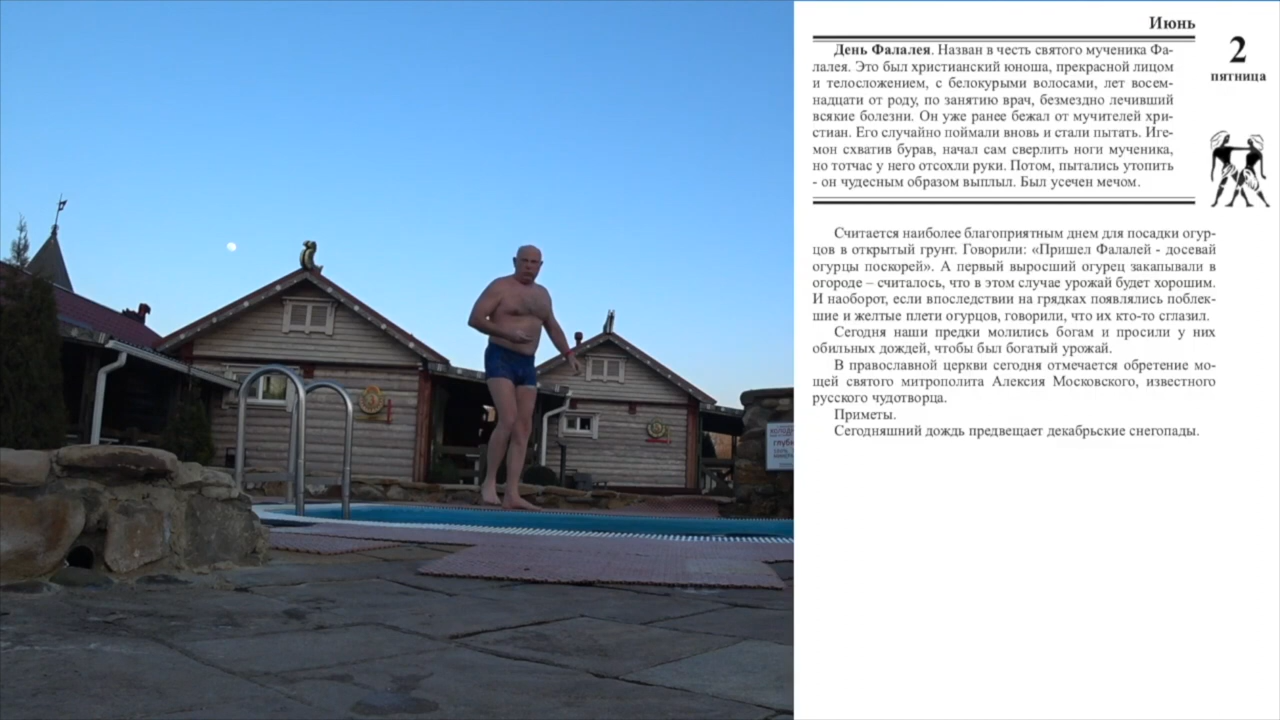 Июнь
2
пятница
День Фалалея. Назван в честь святого мученика Фа-
лалея. Это был христианский юноша, прекрасной лицом
и телосложением, с белокурыми волосами, лет восем-
надцати от роду, по занятию врач, безмездно лечивший
всякие болезни. Он уже ранее бежал от мучителей хри-
стиан. Его случайно поймали вновь и стали пытать. Иге-
мон схватив бурав, начал сам сверлить ноги мученика,
но тотчас у него отсохли руки. Потом, пытались утопить
- он чудесным образом выплыл. Был усечен мечом.
Считается наиболее благоприятным днем для посадки огур-
цов в открытый грунт. Говорили: «Пришел Фалалей - досевай
огурцы поскорей». А первый выросший огурец закапывали в
огороде – считалось, что в этом случае урожай будет хорошим.
И наоборот, если впоследствии на грядках появлялись поблек-
шие и желтые плети огурцов, говорили, что их кто-то сглазил.
Сегодня наши предки молились богам и просили у них
обильных дождей, чтобы был богатый урожай.
В православной церкви сегодня отмечается обретение мо-
щей святого митрополита Алексия Московского, известного
русского чудотворца.
Приметы.
Сегодняшний дождь предвещает декабрьские снегопады.